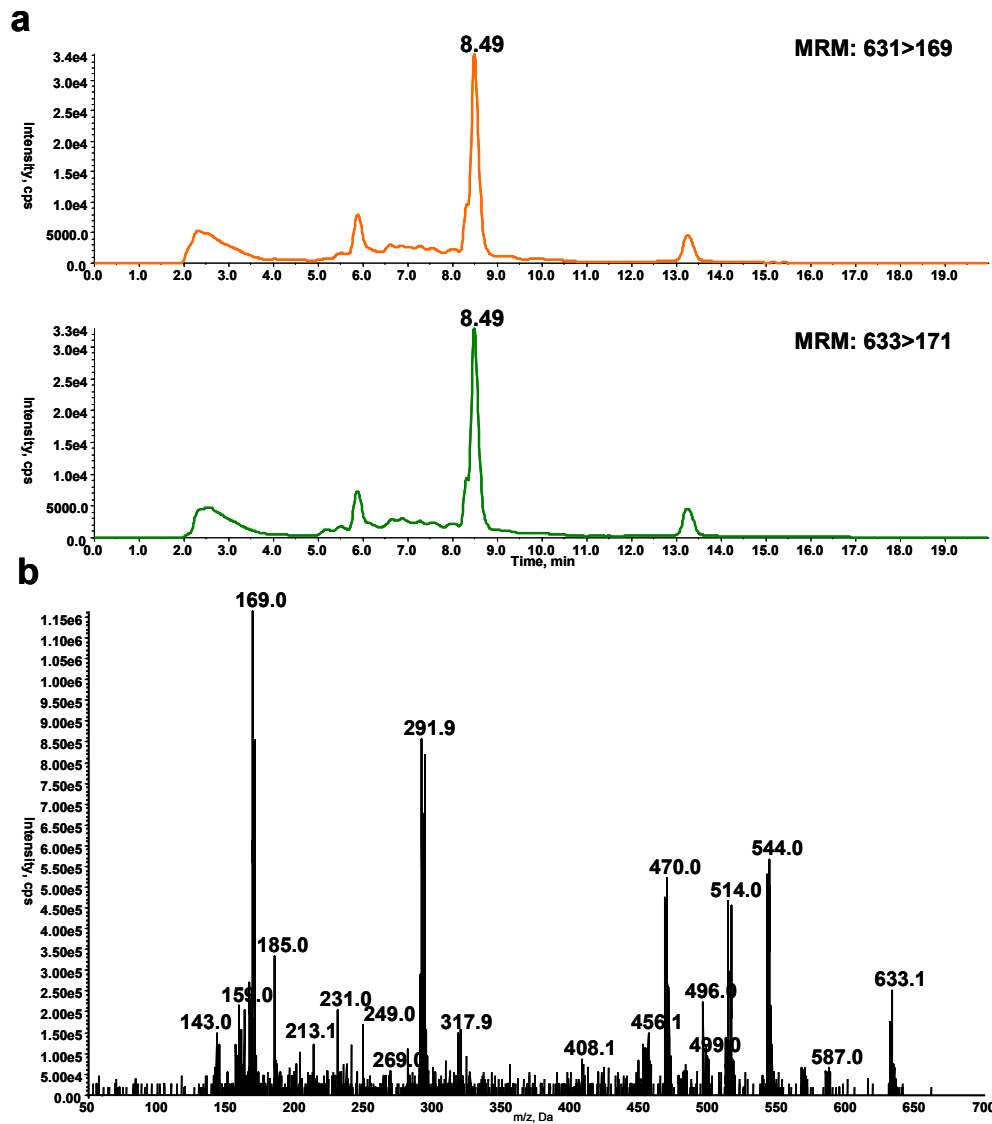 a
8.49
MRM: 631>169
Intensity, cps
3.4e4
3.0e4
2.5e4
2.0e4
1.5e4
1.0e4
5000.0
0.0
0.0 1.0 2.0 3.0 4.0 5.0 6.0 7.0 8.0 9.0 10.0 11.0 12.0 13.0 14.0 15.0 16.0 17.0 18.0 19.0
8.49
MRM: 633>171
Intensity, cps
3.3e4
3.0e4
2.5e4
2.0e4
1.5e4
1.0e4
5000.0
0.0
0.0 1.0 2.0 3.0 4.0 5.0 6.0 7.0 8.0 9.0 10.0 11.0 12.0 13.0 14.0 15.0 16.0 17.0 18.0 19.0
Time, min
b
Intensity, cps
1.15e6
1.10e6
1.05e6
1.00e6
9.50e5
9.00e5
8.50e5
8.00e5
7.50e5
7.00e5
6.50e5
6.00e5
5.50e5
5.00e5
4.50e5
4.00e5
3.50e5
3.00e5
2.50e5
2.00e5
1.50e5
1.00e5
5.00e4
0.00
169.0
291.9
544.0
470.0
514.0
185.0
633.1
159.0
496.0
231.0
143.0
249.0
317.9
456.1
213.1
499.0
408.1
269.0
587.0
50 100 150 200 250 300 350 400 450 500 550 600 650 700
m/z, Da